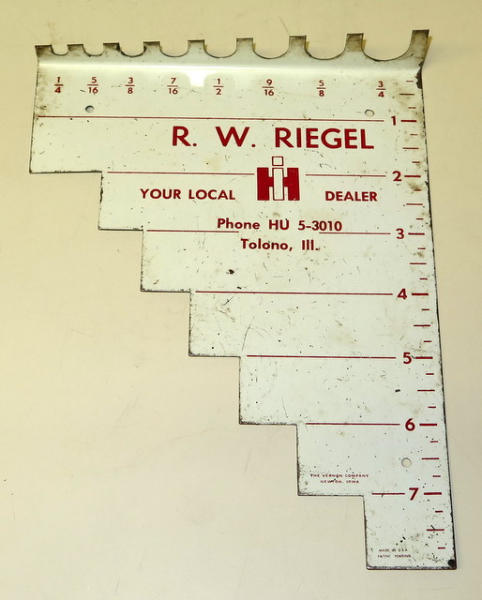 1/4 5/16 3/8 7/16 1/2 9/16 5/8 3/4
1
R. W. RIEGEL
2
YOUR LOCAL IH DEALER
Phone HU 5-3010
3
Tolono, Ill.
4
5
6
THE VERNON COMPANY
NEWTON, IOWA
7
MADE IN U.S.A.
PATENT PENDING